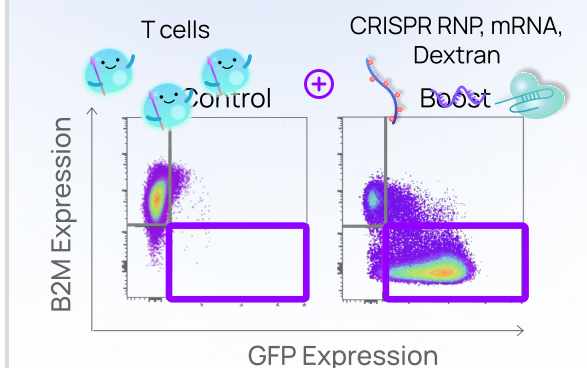 T cells
CRISPR RNP, mRNA,
Dextran
Control
Boost
B2M Expression
GFP Expression